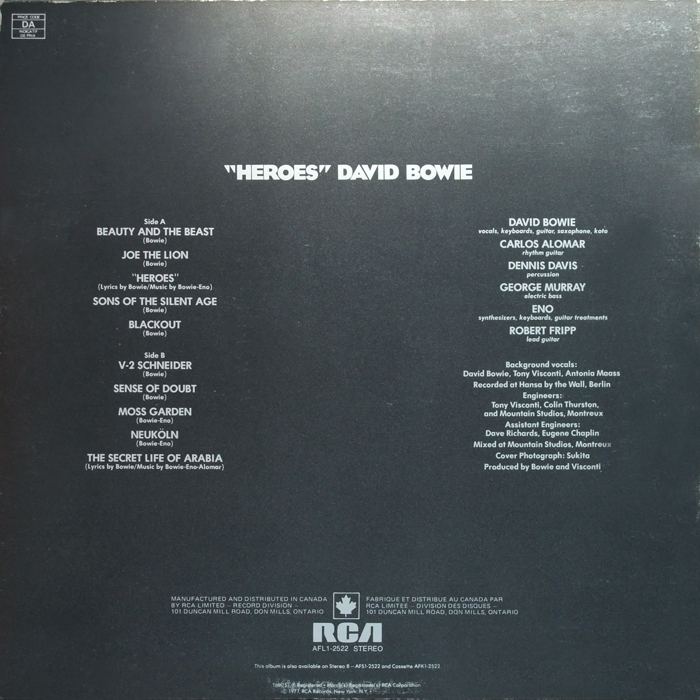 PRICE CODE
DA
INDICATIF
DE PRIX
"HEROES" DAVID BOWIE
Side A
BEAUTY AND THE BEAST
(Bowie)
JOE THE LION
(Bowie)
"HEROES"
(Lyrics by Bowie/Music by Bowie-Eno)
SONS OF THE SILENT AGE
(Bowie)
BLACKOUT
(Bowie)
Side B
V-2 SCHNEIDER
(Bowie)
SENSE OF DOUBT
(Bowie)
MOSS GARDEN
(Bowie-Eno)
NEUKÖLN
(Bowie-Eno)
THE SECRET LIFE OF ARABIA
(Lyrics by Bowie/Music by Bowie-Eno-Alomar)
DAVID BOWIE
vocals, keyboards, guitar, saxophone, koto
CARLOS ALOMAR
rhythm guitar
DENNIS DAVIS
percussion
GEORGE MURRAY
electric bass
ENO
synthesizers, keyboards, guitar treatments
ROBERT FRIPP
lead guitar
Background vocals:
David Bowie, Tony Visconti, Antonia Maass
Recorded at Hansa by the Wall, Berlin
Engineers:
Tony Visconti, Colin Thurston,
and Mountain Studios, Montreux
Assistant Engineers:
Dave Richards, Eugene Chaplin
Mixed at Mountain Studios, Montreux
Cover Photograph: Sukita
Produced by Bowie and Visconti
MANUFACTURED AND DISTRIBUTED IN CANADA
BY RCA LIMITED – RECORD DIVISION –
101 DUNCAN MILL ROAD, DON MILLS, ONTARIO
FABRIQUE ET DISTRIBUE AU CANADA PAR
RCA LIMITEE – DIVISION DES DISQUES –
101 DUNCAN MILL ROAD, DON MILLS, ONTARIO
RCA
AFL1-2522 STEREO
This album is also available on Stereo 8 – AFS1-2522 and Cassette AFK1-2522
Registered • Marca(s) Registrada(s) RCA Corporation
© 1977, RCA Records, New York, N.Y. •